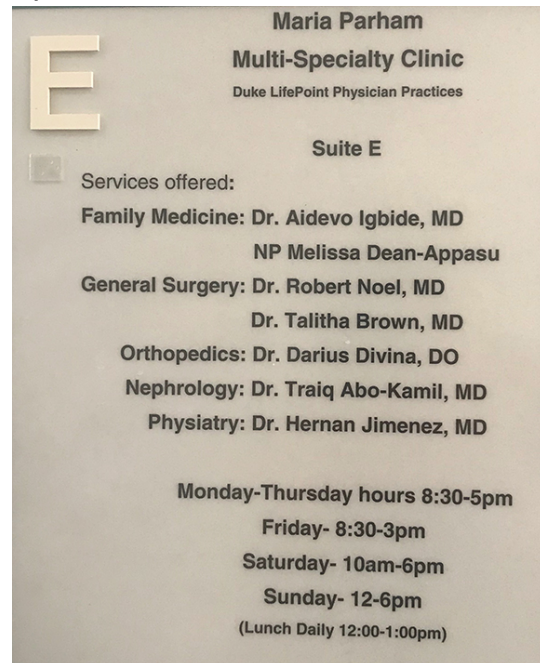 Maria Parham
E
Multi-Specialty Clinic
Duke LifePoint Physician Practices
Suite E
Services offered:
Family Medicine: Dr. Aidevo Igbide, MD
NP Melissa Dean-Appasu
General Surgery: Dr. Robert Noel, MD
Dr. Talitha Brown, MD
Orthopedics: Dr. Darius Divina, DO
Nephrology: Dr. Traiq Abo-Kamil, MD
Physiatry: Dr. Hernan Jimenez, MD
Monday-Thursday hours 8:30-5pm
Friday- 8:30-3pm
Saturday- 10am-6pm
Sunday- 12-6pm
(Lunch Daily 12:00-1:00pm)